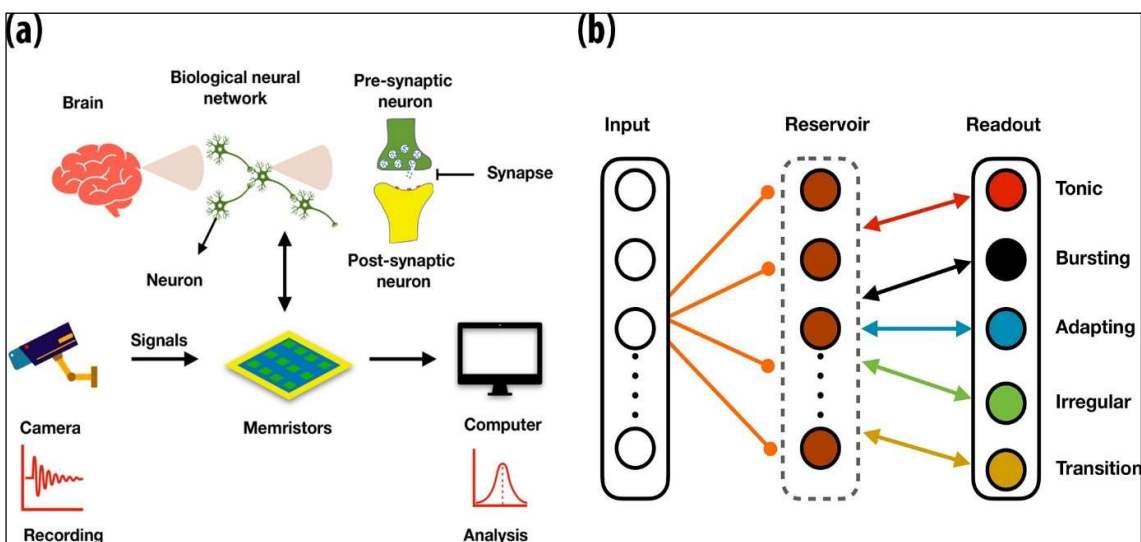 (a)
Brain
Biological neural
network
Pre-synaptic
neuron
Synapse
Neuron
Post-synaptic
neuron
Signals
Camera
Memristors
Computer
Recording
Analysis
(b)
Input
Reservoir
Readout
Tonic
Bursting
Adapting
Irregular
Transition